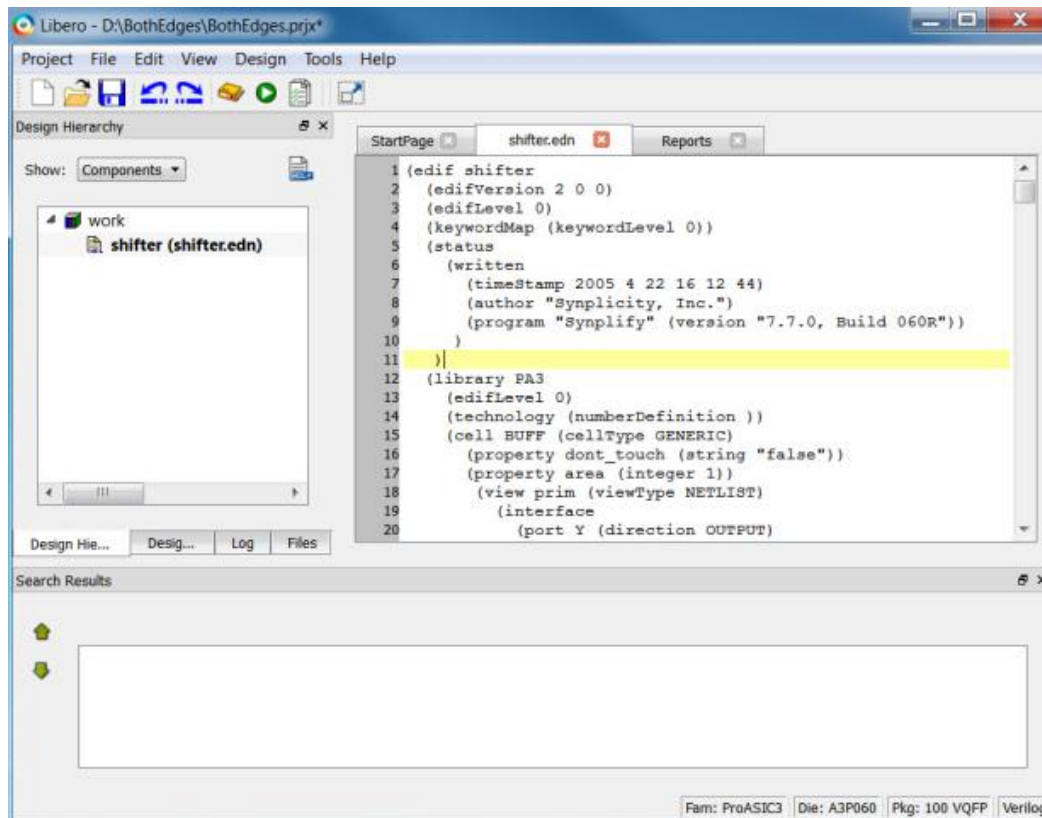 Libero - D:\BothEdges\BothEdges.prjx*
Project File Edit View Design Tools Help
Design Hierarchy
Show: Components
work
shifter (shifter.edn)
Design Hie... Desig... Log Files
StartPage shifter.edn Reports
1 (edif shifter
2 (edifVersion 2 0 0)
3 (edifLevel 0)
4 (keywordMap (keywordLevel 0))
5 (status
6 (written
7 (timeStamp 2005 4 22 16 12 44)
8 (author "Synplicity, Inc.")
9 (program "Synplify" (version "7.7.0, Build 060R"))
10 )
11 )
12 (library PA3
13 (edifLevel 0)
14 (technology (numberDefinition ))
15 (cell BUFF (cellType GENERIC)
16 (property dont_touch (string "false"))
17 (property area (integer 1))
18 (view prim (viewType NETLIST)
19 (interface
20 (port Y (direction OUTPUT)
Search Results
Fam: ProASIC3 Die: A3P060 Pkg: 100 VQFP Verilog